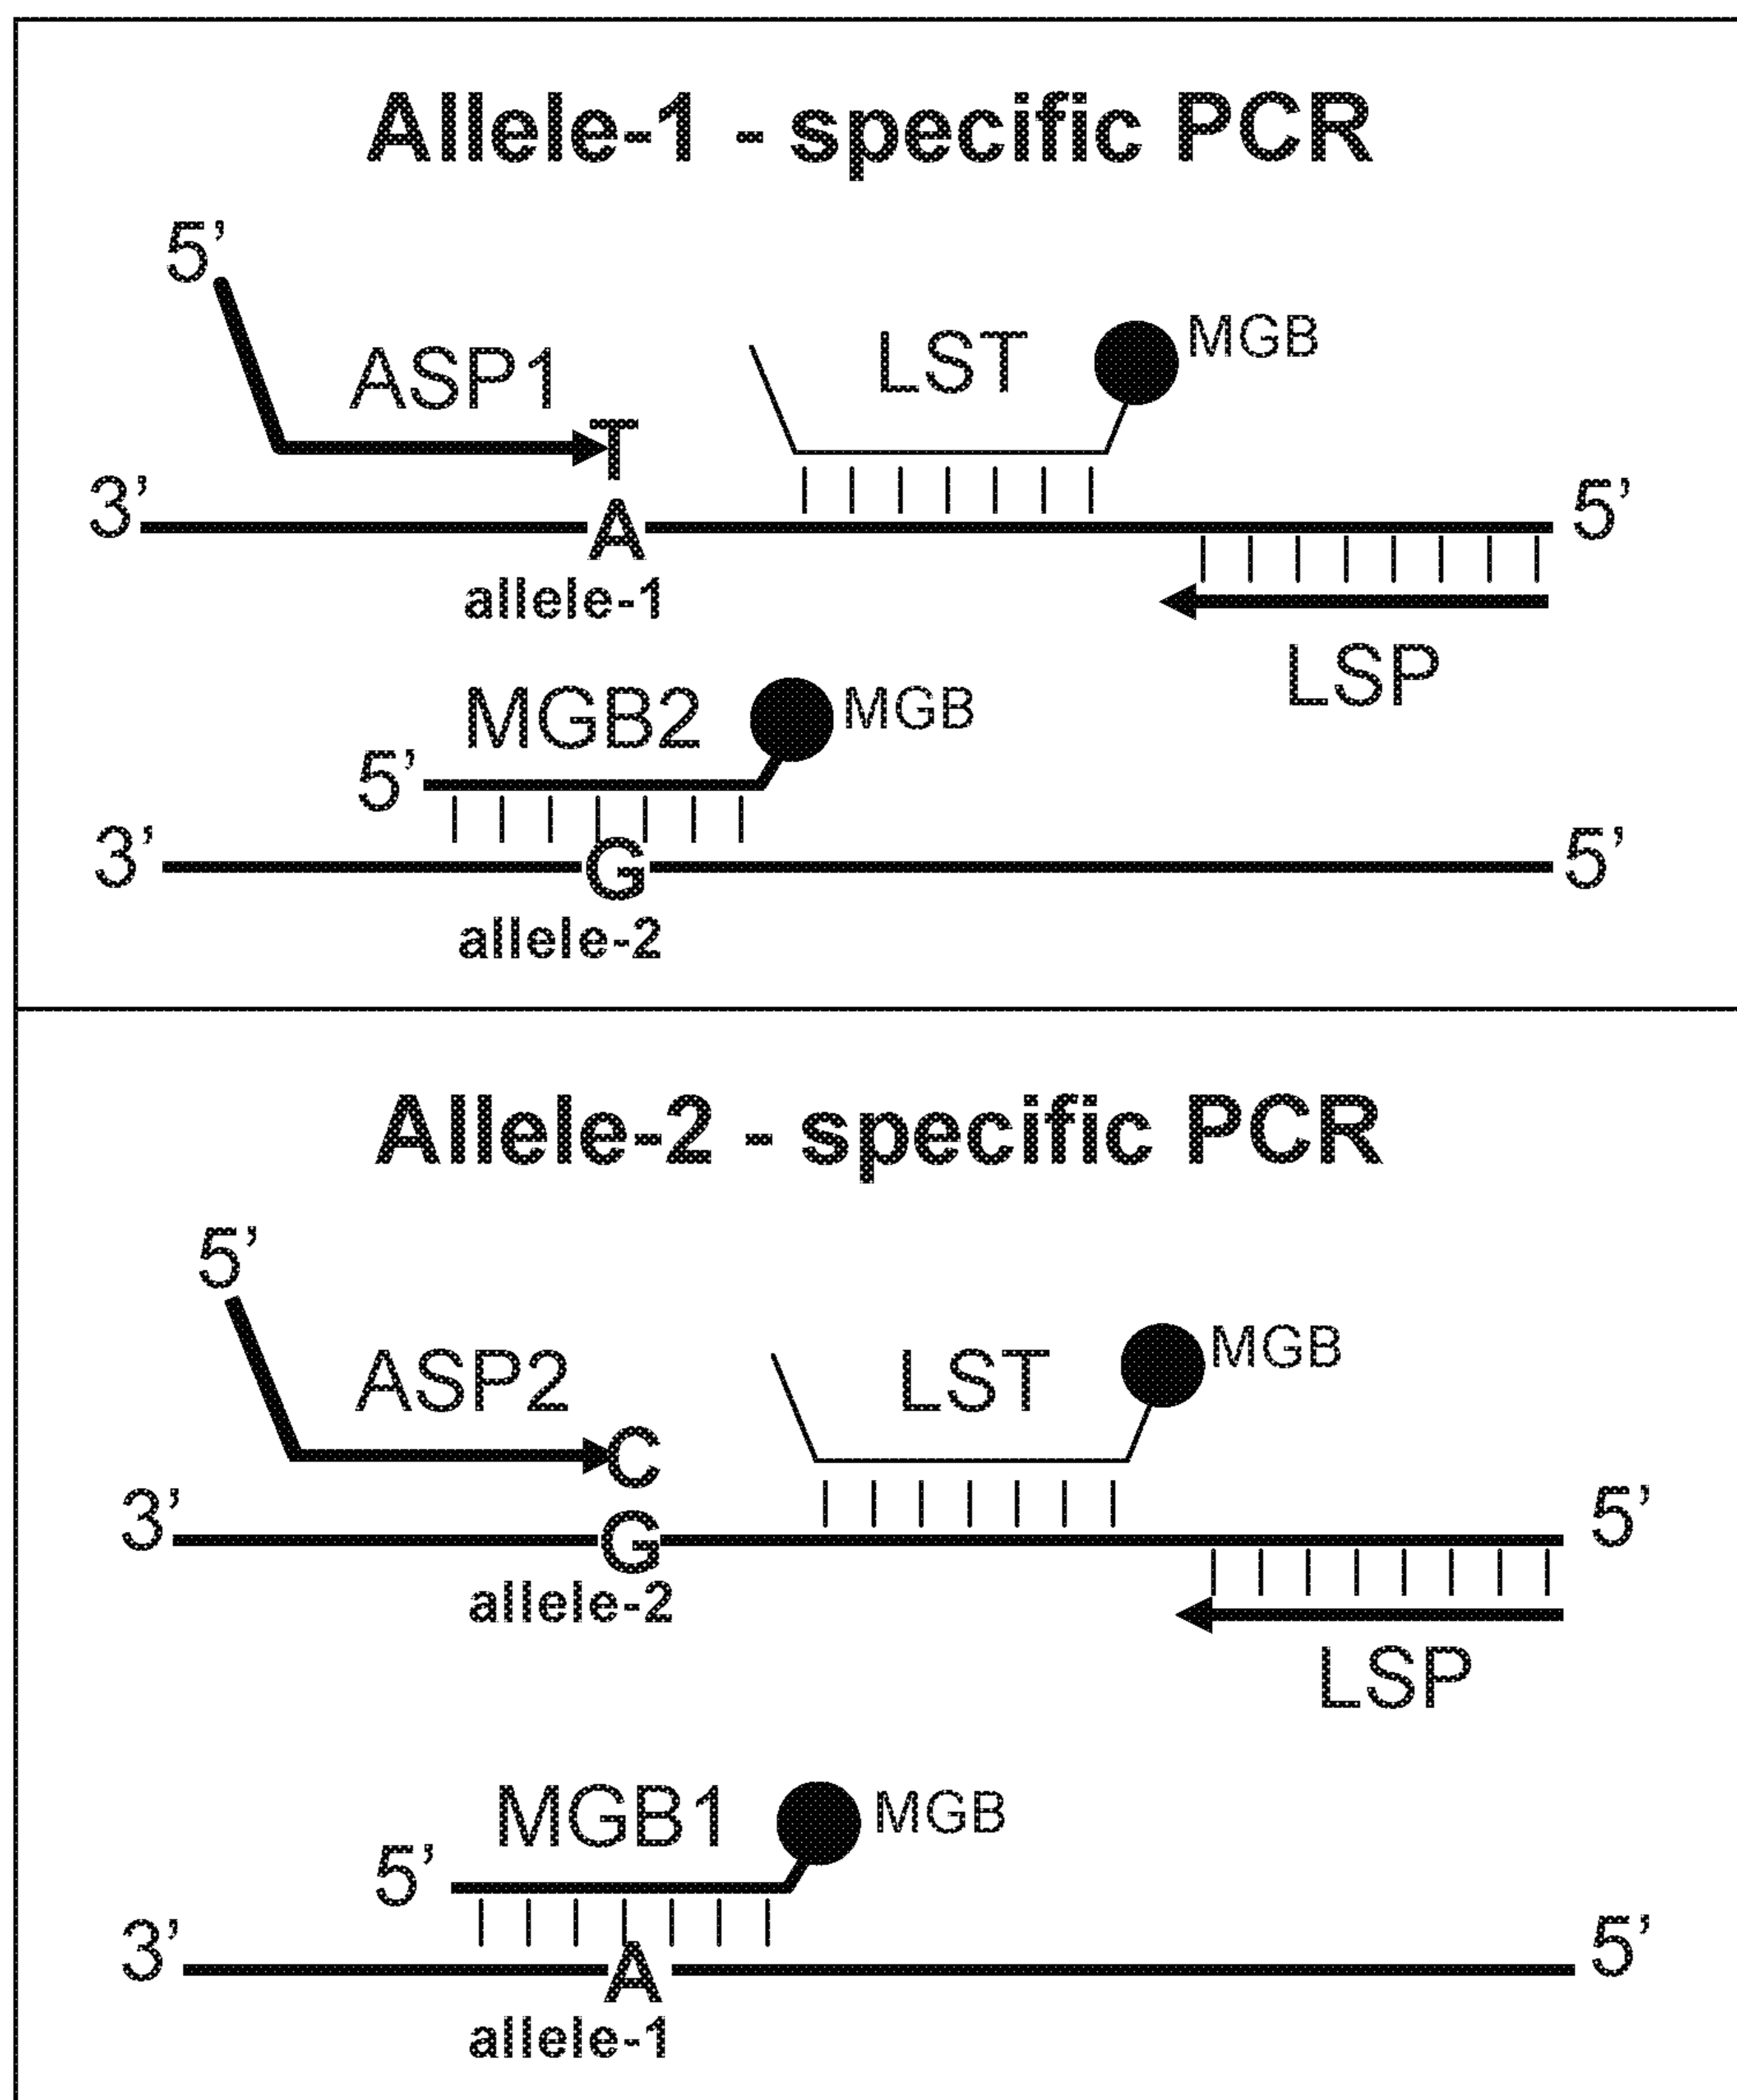 Allele-1 - specific PCR
5'
ASP1
T
LST
MGB
3'
A
5'
allele-1
LSP
MGB2
MGB
5'
3'
G
5'
allele-2
Allele-2 - specific PCR
5'
ASP2
C
LST
MGB
3'
G
5'
allele-2
LSP
MGB1
MGB
5'
3'
A
5'
allele-1